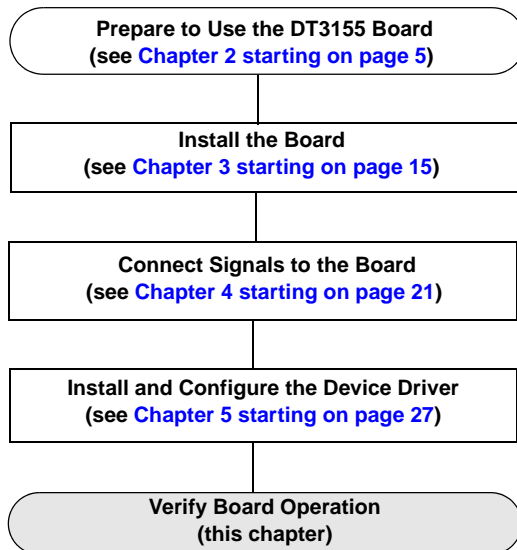 Prepare to Use the DT3155 Board
(see Chapter 2 starting on page 5)
Install the Board
(see Chapter 3 starting on page 15)
Connect Signals to the Board
(see Chapter 4 starting on page 21)
Install and Configure the Device Driver
(see Chapter 5 starting on page 27)
Verify Board Operation
(this chapter)